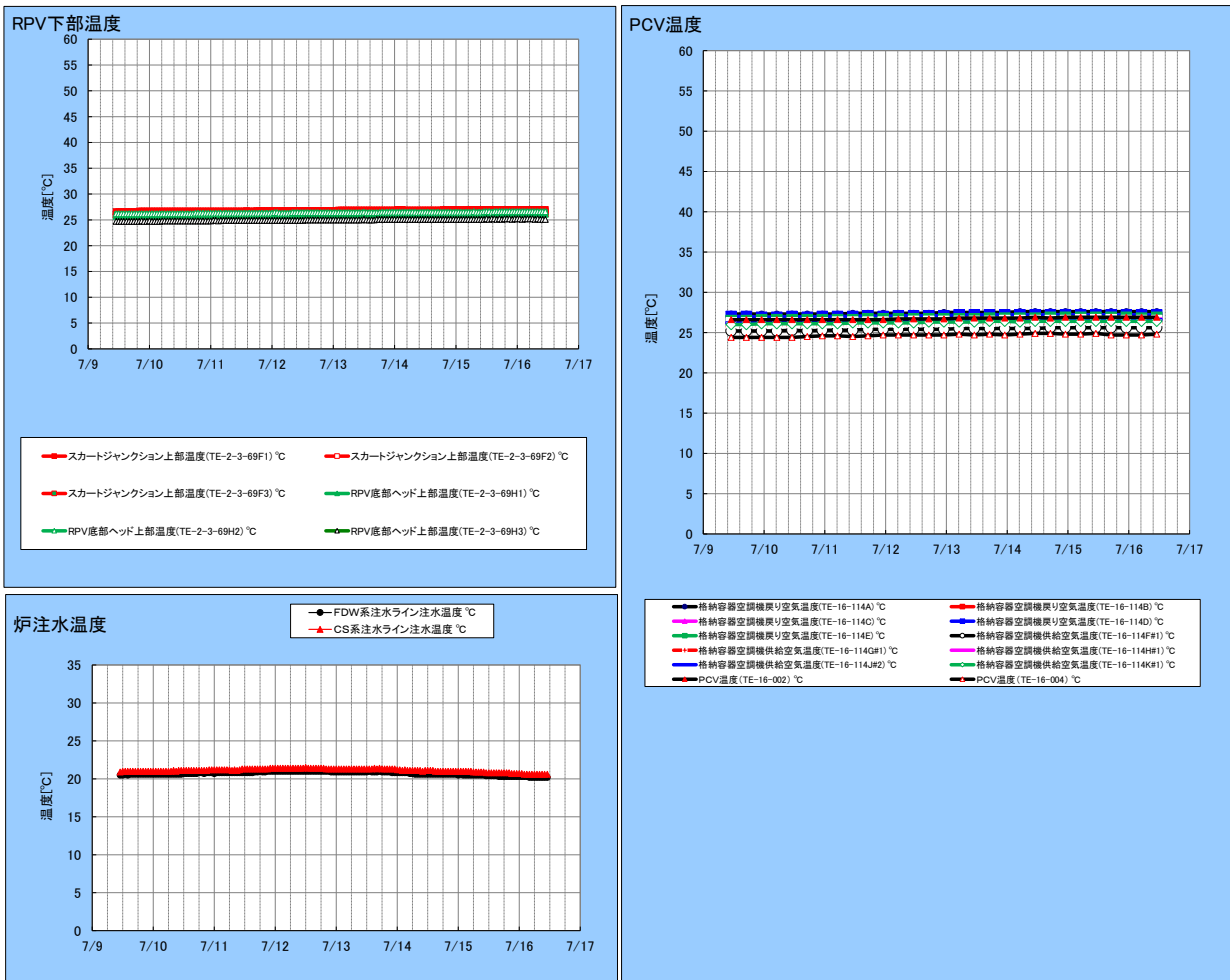 RPV下部温度
60
55
50
45
40
35
30
25
20
15
10
5
0
温度[℃]
7/9 7/10 7/11 7/12 7/13 7/14 7/15 7/16 7/17
スカートジャンクション上部温度(TE-2-3-69F1) ℃ スカートジャンクション上部温度(TE-2-3-69F2) ℃
スカートジャンクション上部温度(TE-2-3-69F3) ℃ RPV底部ヘッド上部温度(TE-2-3-69H1) ℃
RPV底部ヘッド上部温度(TE-2-3-69H2) ℃ RPV底部ヘッド上部温度(TE-2-3-69H3) ℃
炉注水温度
FDW系注水ライン注水温度 ℃
CS系注水ライン注水温度 ℃
35
30
25
20
15
10
5
0
温度[℃]
7/9 7/10 7/11 7/12 7/13 7/14 7/15 7/16 7/17
PCV温度
60
55
50
45
40
35
30
25
20
15
10
5
0
温度[℃]
7/9 7/10 7/11 7/12 7/13 7/14 7/15 7/16 7/17
格納容器空調機戻り空気温度(TE-16-114A) ℃ 格納容器空調機戻り空気温度(TE-16-114B) ℃
格納容器空調機戻り空気温度(TE-16-114C) ℃ 格納容器空調機戻り空気温度(TE-16-114D) ℃
格納容器空調機戻り空気温度(TE-16-114E) ℃ 格納容器空調機供給空気温度(TE-16-114F#1) ℃
格納容器空調機供給空気温度(TE-16-114G#1) ℃ 格納容器空調機供給空気温度(TE-16-114H#1) ℃
格納容器空調機供給空気温度(TE-16-114J#2) ℃ 格納容器空調機供給空気温度(TE-16-114K#1) ℃
PCV温度(TE-16-002) ℃ PCV温度(TE-16-004) ℃